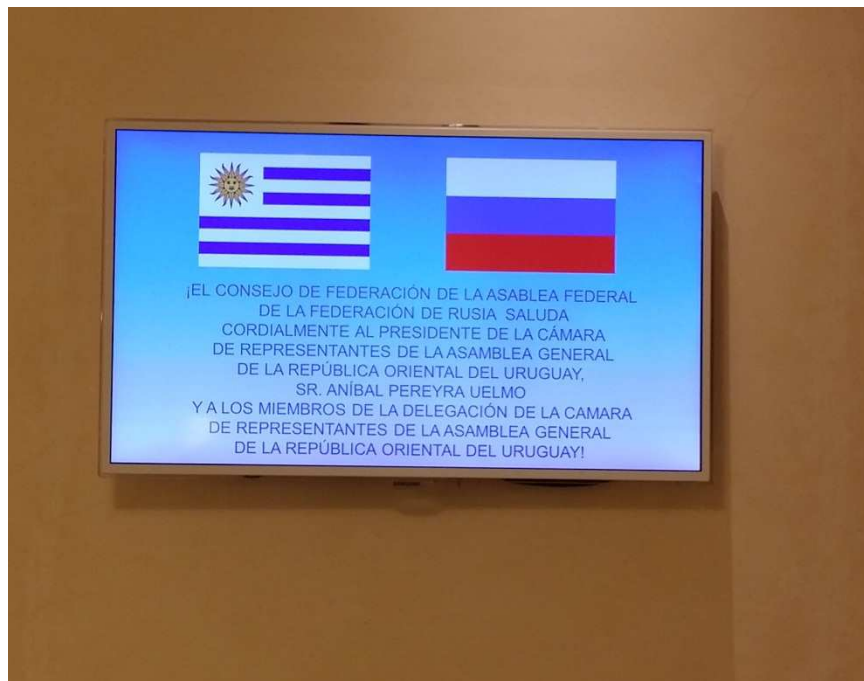 ¡EL CONSEJO DE FEDERACIÓN DE LA ASABLEA FEDERAL
DE LA FEDERACIÓN DE RUSIA SALUDA
CORDIALMENTE AL PRESIDENTE DE LA CÁMARA
DE REPRESENTANTES DE LA ASAMBLEA GENERAL
DE LA REPÚBLICA ORIENTAL DEL URUGUAY,
SR. ANÍBAL PEREYRA UELMO
Y A LOS MIEMBROS DE LA DELEGACIÓN DE LA CAMARA
DE REPRESENTANTES DE LA ASAMBLEA GENERAL
DE LA REPÚBLICA ORIENTAL DEL URUGUAY!